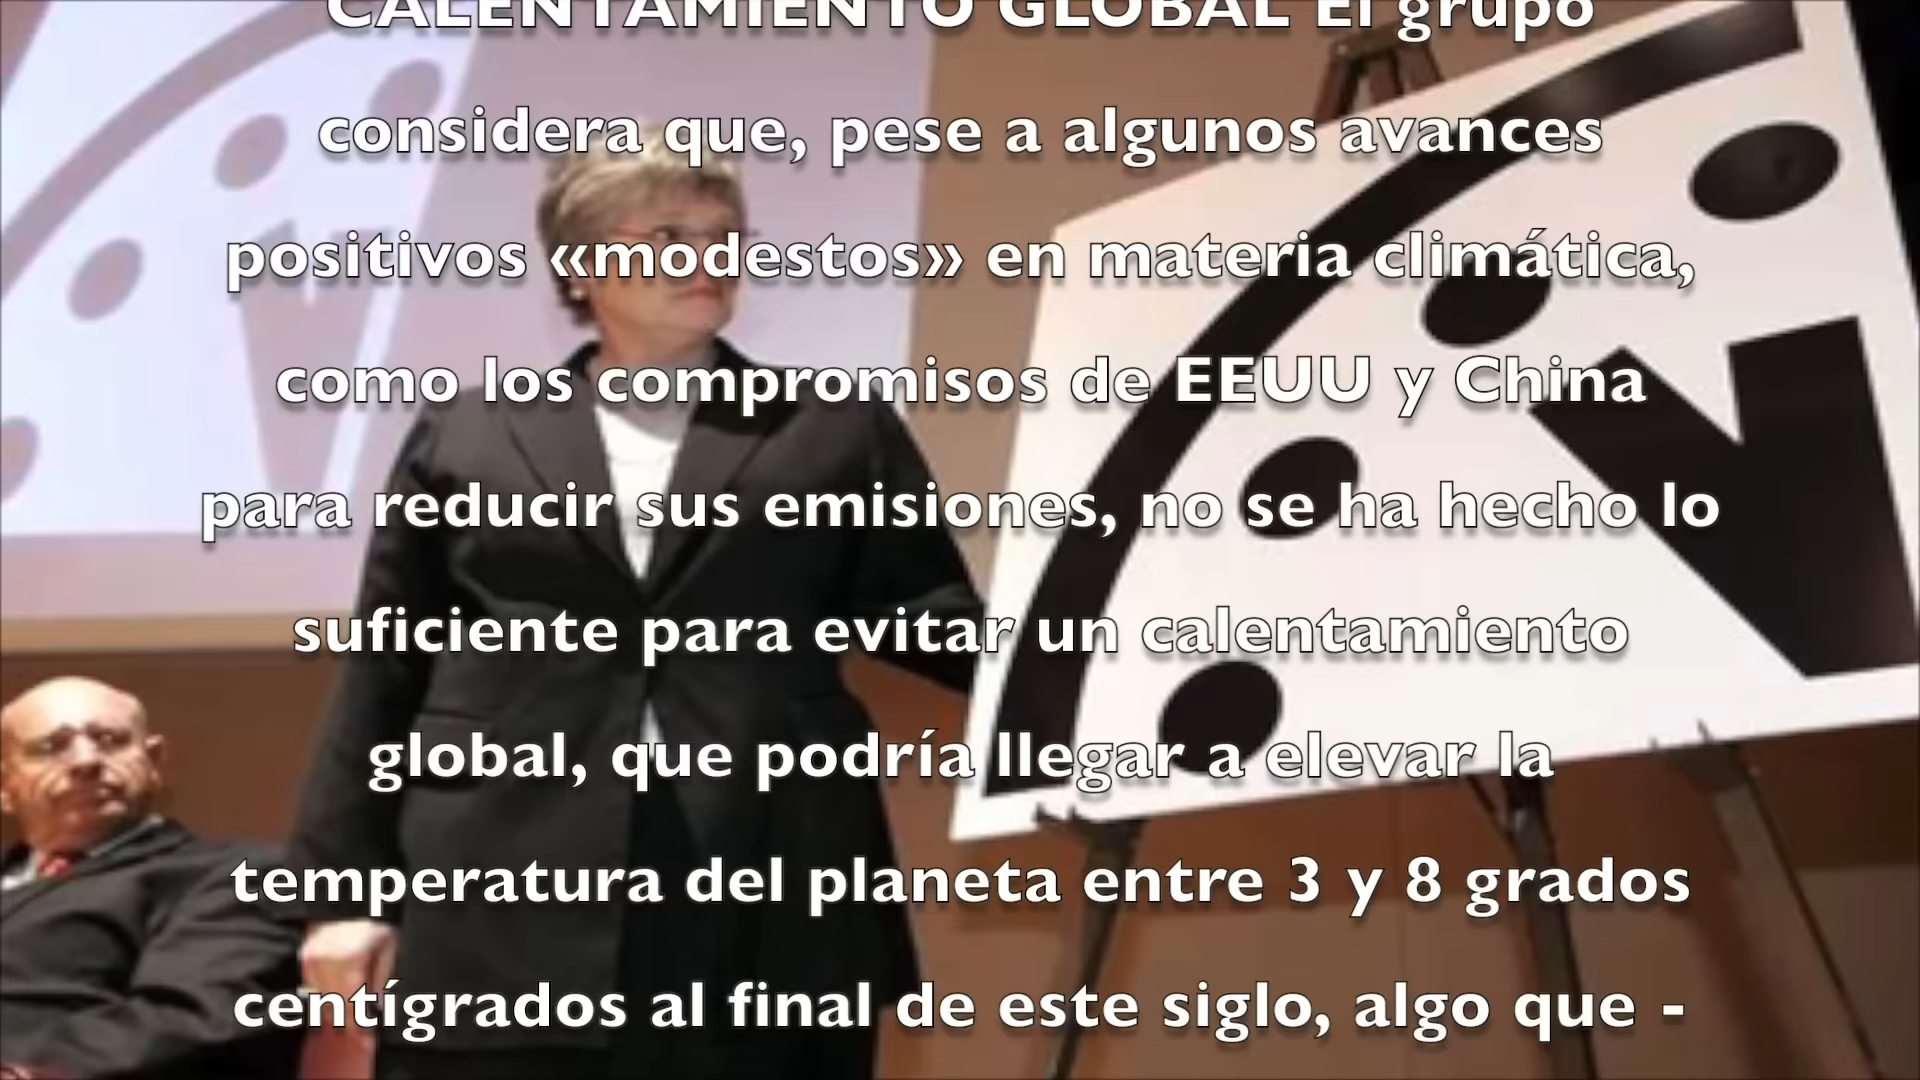 CALENTAMIENTO GLOBAL El grupo
considera que, pese a algunos avances
positivos «modestos» en materia climática,
como los compromisos de EEUU y China
para reducir sus emisiones, no se ha hecho lo
suficiente para evitar un calentamiento
global, que podría llegar a elevar la
temperatura del planeta entre 3 y 8 grados
centígrados al final de este siglo, algo que -